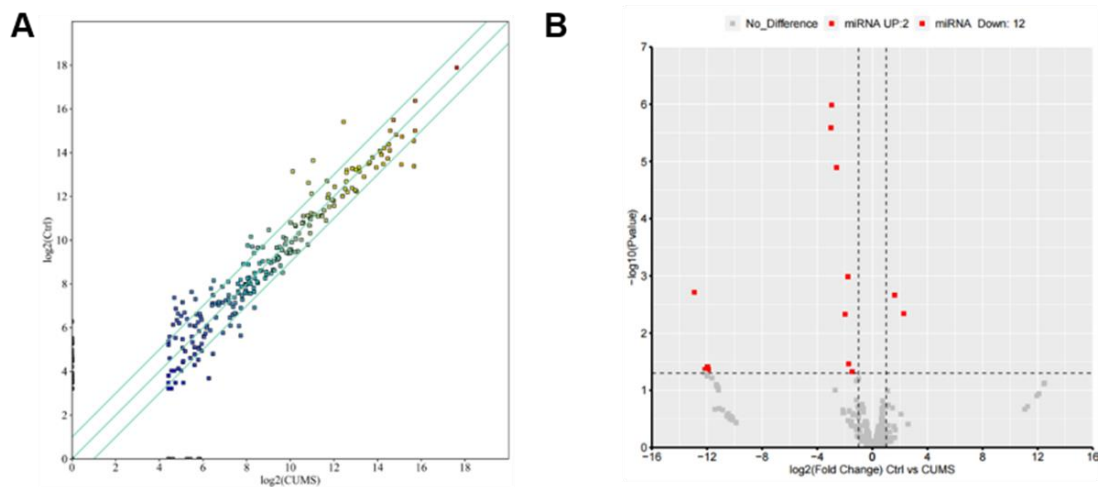 A
18
16
14
12
10
8
6
4
2
0
log2(Ctrl)
0 2 4 6 8 10 12 14 16 18
log2(CUMS)
B
No_Difference miRNA UP:2 miRNA Down: 12
7
6
5
4
3
2
1
0
−log10(Pvalue)
−16 −12 −8 −4 0 4 8 12 16
log2(Fold Change) Ctrl vs CUMS